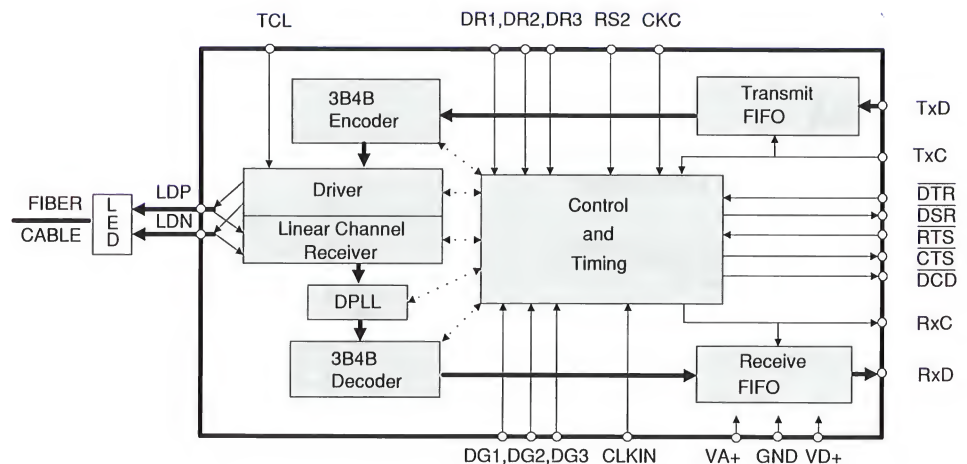 TCL
DR1,DR2,DR3 RS2 CKC
3B4B
Encoder
Transmit
FIFO
TxD
TxC
Driver
Linear Channel
Receiver
Control
and
Timing
FIBER
CABLE
LED
LDP
LDN
DTR
DSR
RTS
CTS
DCD
DPLL
3B4B
Decoder
Receive
FIFO
RxC
RxD
DG1,DG2,DG3 CLKIN VA+ GND VD+